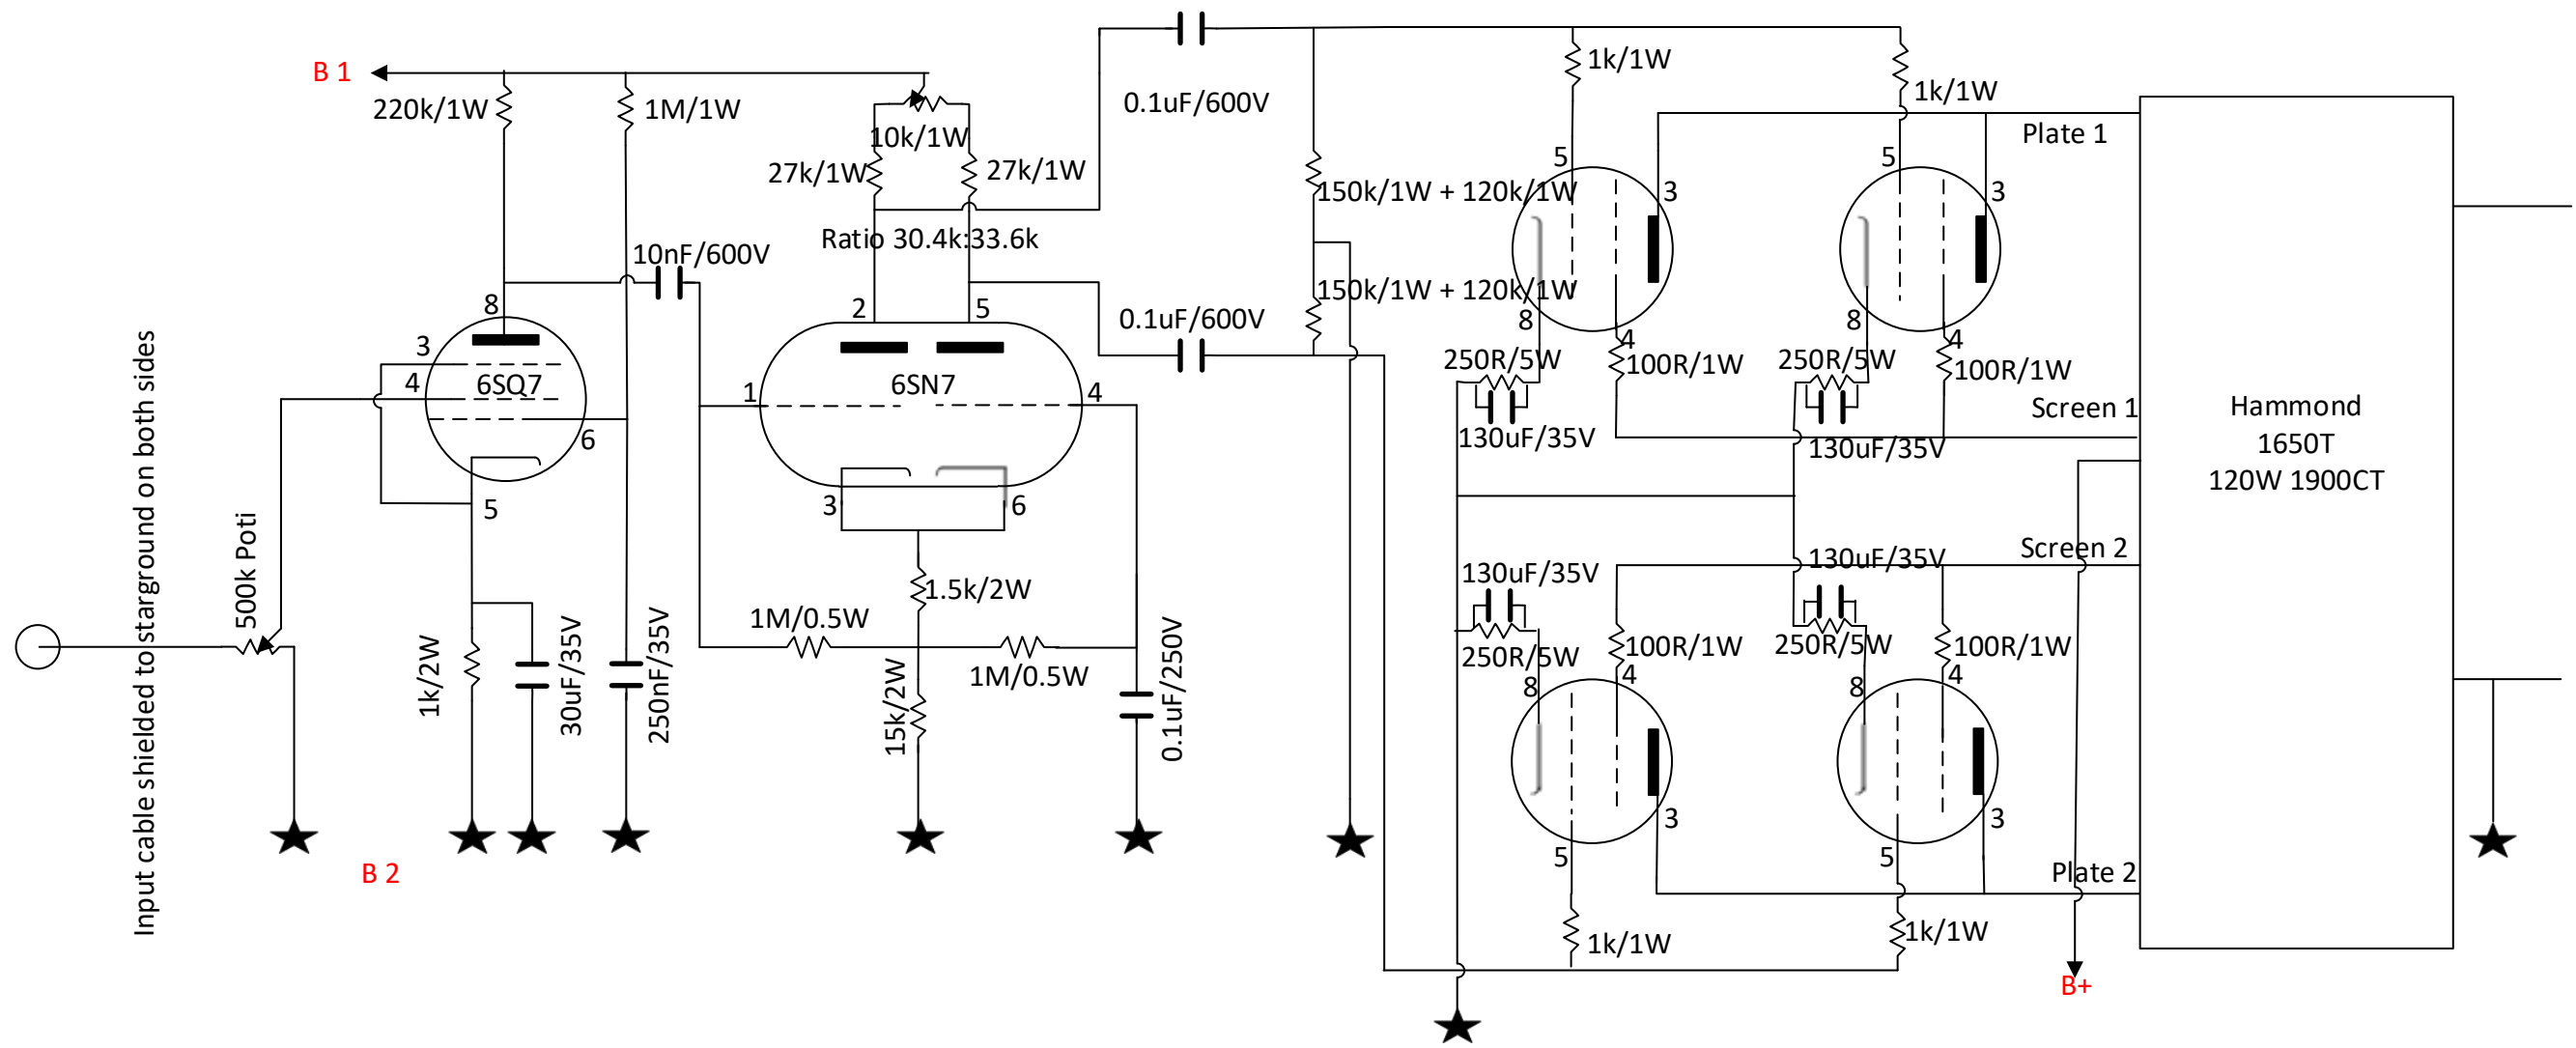 B 1
220k/1W
1M/1W
10k/1W
27k/1W
27k/1W
0.1uF/600V
1k/1W
1k/1W
Plate 1
5
5
3
3
150k/1W + 120k/1W
Ratio 30.4k:33.6k
10nF/600V
150k/1W + 120k/1W
0.1uF/600V
8
2
5
8
8
4
4
3
4
6SQ7
6
5
6SN7
1
4
3
6
250R/5W
100R/1W
250R/5W
100R/1W
130uF/35V
130uF/35V
Screen 1
Hammond
1650T
120W 1900CT
Input cable shielded to starground on both sides
500k Poti
1k/2W
30uF/35V
250nF/35V
1M/0.5W
1.5k/2W
1M/0.5W
15k/2W
0.1uF/250V
Screen 2
130uF/35V
130uF/35V
250R/5W
100R/1W
250R/5W
100R/1W
8
4
8
4
3
3
5
5
Plate 2
1k/1W
1k/1W
B 2
B+